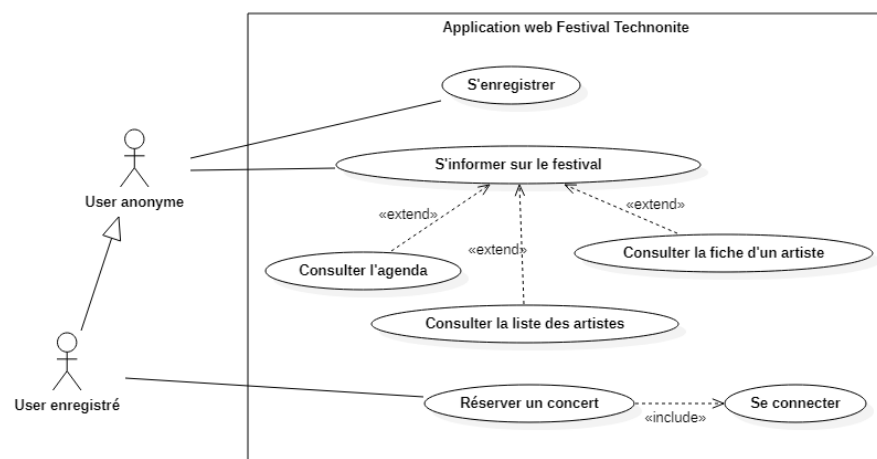 Application web Festival Technonite
S'enregistrer
S'informer sur le festival
User anonyme
«extend»
«extend»
«extend»
Consulter la fiche d'un artiste
Consulter l'agenda
Consulter la liste des artistes
User enregistré
Réserver un concert
«include»
Se connecter